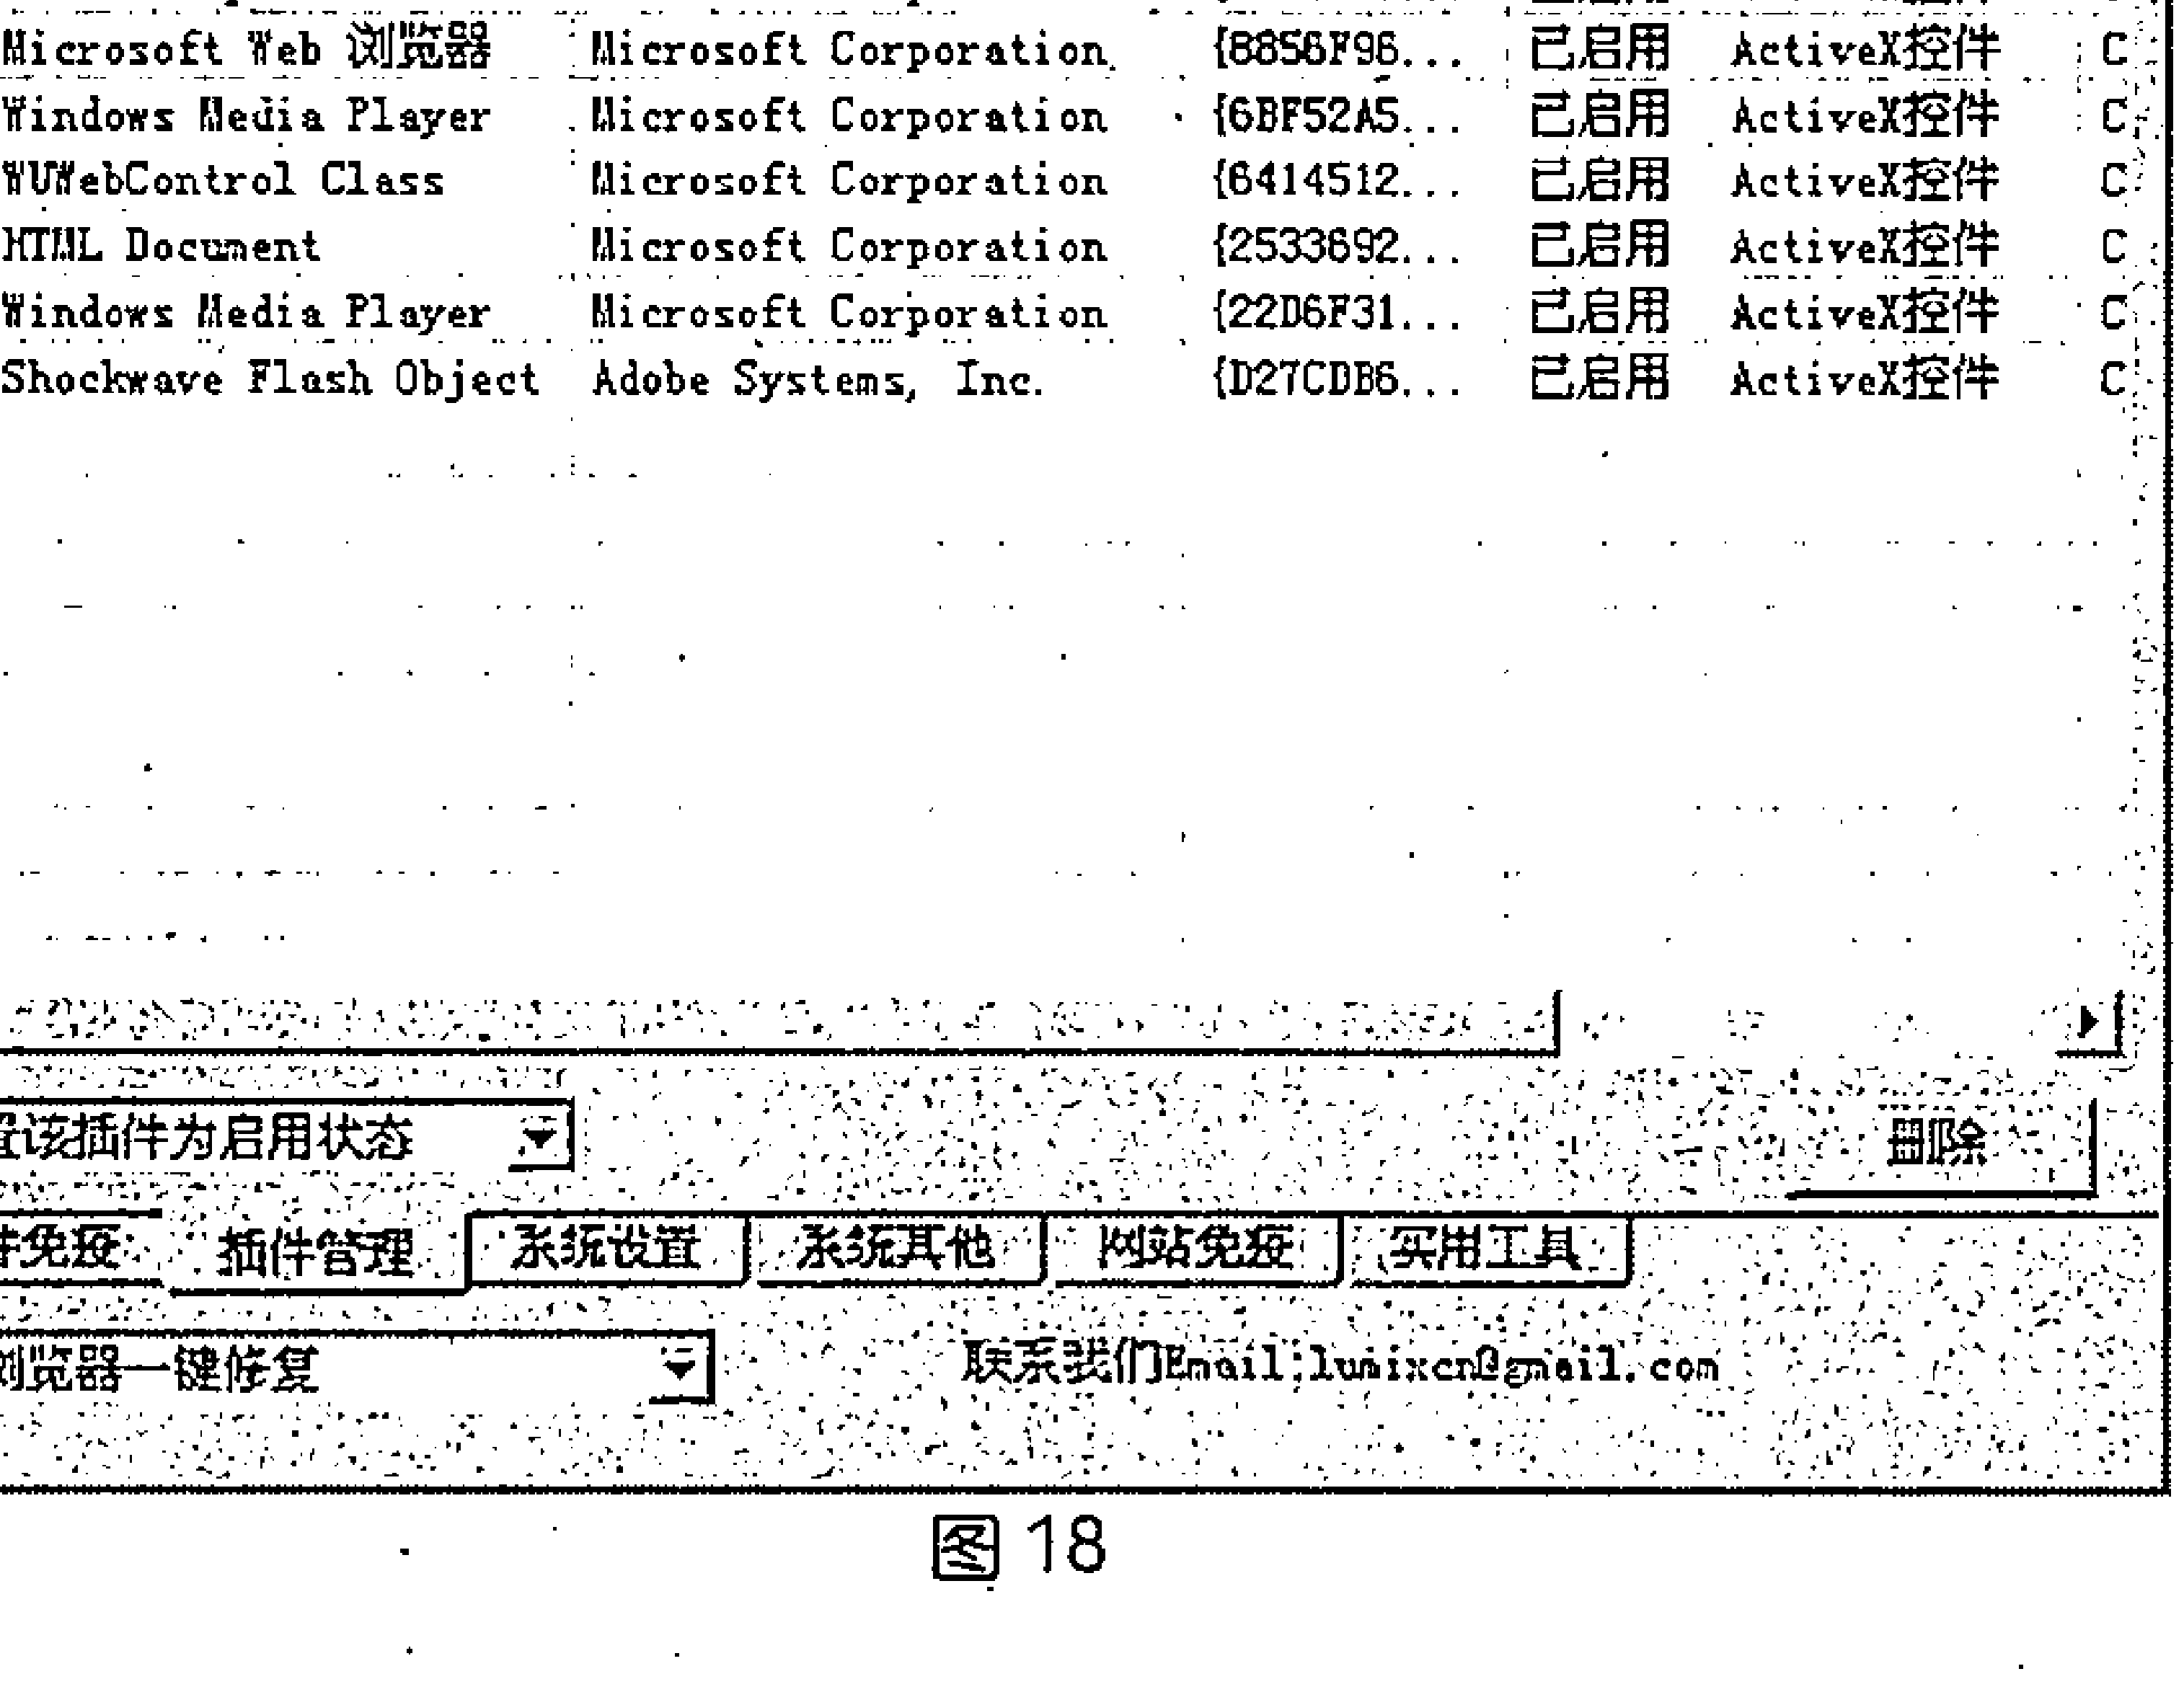 Microsoft Web 浏览器 Microsoft Corporation {8856F96... 已启用 ActiveX控件 C
Windows Media Player Microsoft Corporation {6BF52A5... 已启用 ActiveX控件 C
WUWebControl Class Microsoft Corporation {6414512... 已启用 ActiveX控件 C
HTML Document Microsoft Corporation {2533692... 已启用 ActiveX控件 C
Windows Media Player Microsoft Corporation {22D6F31... 已启用 ActiveX控件 C
Shockwave Flash Object Adobe Systems, Inc. {D27CDB6... 已启用 ActiveX控件 C
置该插件为启用状态 删除
件免疫 插件管理 系统设置 系统其他 网站免疫 实用工具
浏览器一键修复 联系我们Email:lumixcn@gmail.com
图 18